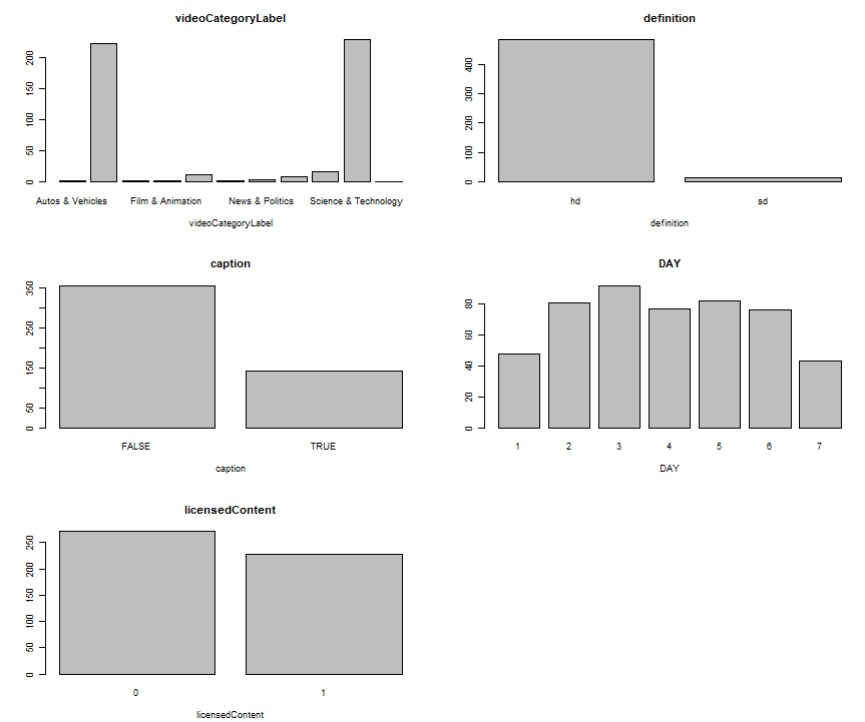 videoCategoryLabel
200
150
100
50
0
Autos & Vehicles Film & Animation News & Politics Science & Technology
videoCategoryLabel
definition
400
300
200
100
0
hd sd
definition
caption
350
250
150
50
0
FALSE TRUE
caption
DAY
80
60
40
20
0
1 2 3 4 5 6 7
DAY
licensedContent
250
200
150
100
50
0
0 1
licensedContent